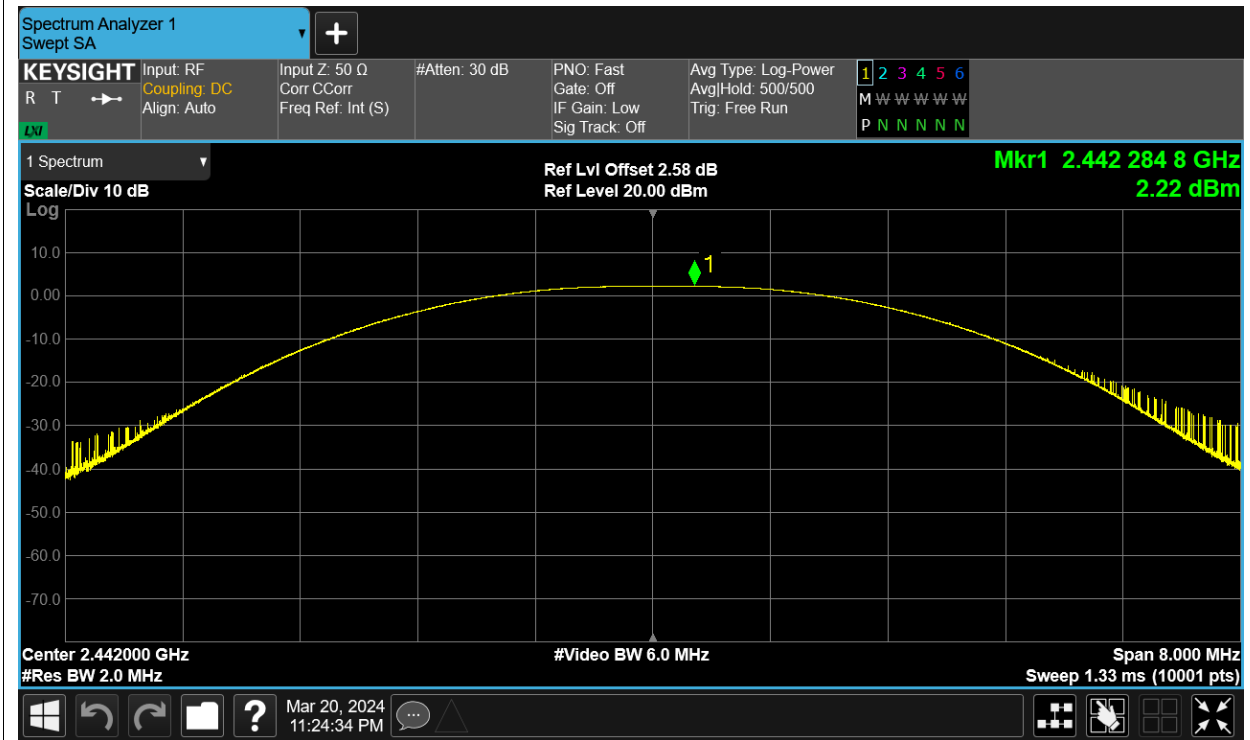 Spectrum Analyzer 1
Swept SA
KEYSIGHT
R T
LXI
Input: RF
Coupling: DC
Align: Auto
Input Z: 50 Ω
Corr CCorr
Freq Ref: Int (S)
#Atten: 30 dB
PNO: Fast
Gate: Off
IF Gain: Low
Sig Track: Off
Avg Type: Log-Power
Avg|Hold: 500/500
Trig: Free Run
1 2 3 4 5 6
M W W W W W
P N N N N N
1 Spectrum
Scale/Div 10 dB
Log
Ref Lvl Offset 2.58 dB
Ref Level 20.00 dBm
Mkr1 2.442 284 8 GHz
2.22 dBm
1
10.0
0.00
-10.0
-20.0
-30.0
-40.0
-50.0
-60.0
-70.0
Center 2.442000 GHz
#Res BW 2.0 MHz
#Video BW 6.0 MHz
Span 8.000 MHz
Sweep 1.33 ms (10001 pts)
?
Mar 20, 2024
11:24:34 PM